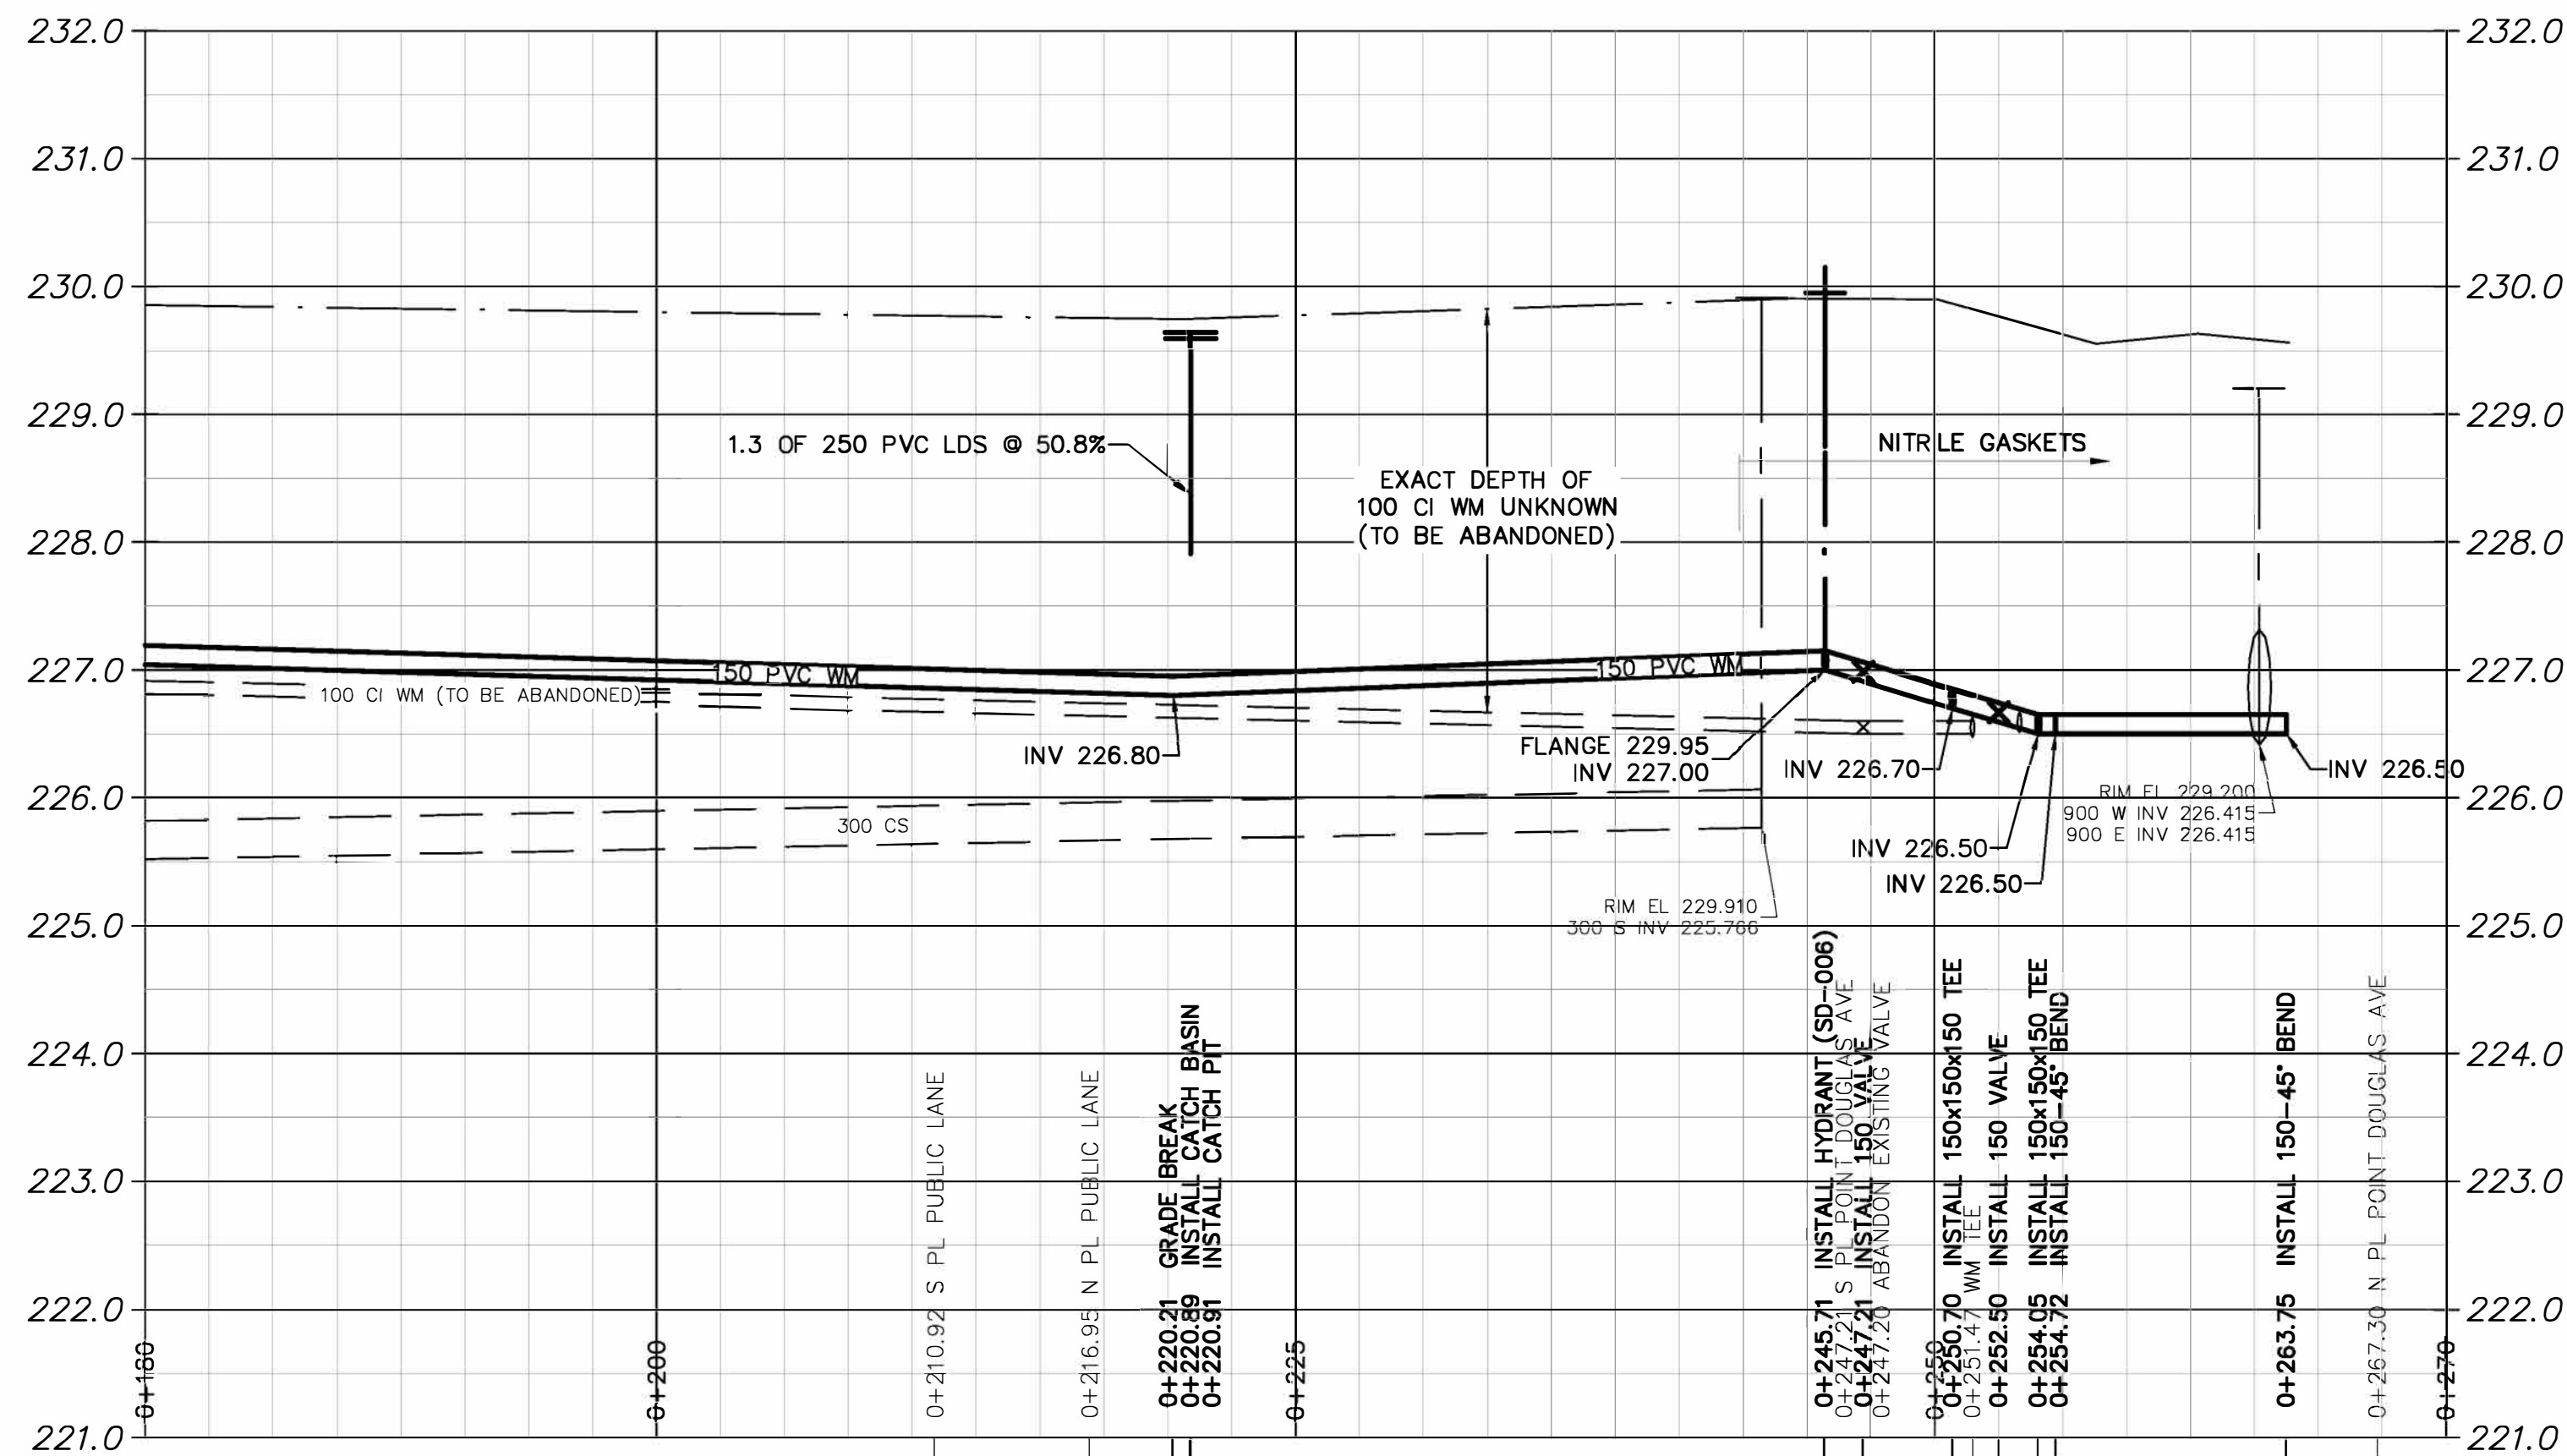 232.0
232.0
231.0
231.0
230.0
230.0
229.0
229.0
1.3 OF 250 PVC LDS @ 50.8%
NITRILE GASKETS
EXACT DEPTH OF
100 CI WM UNKNOWN
(TO BE ABANDONED)
228.0
228.0
227.0
227.0
150 PVC WM
150 PVC WM
100 CI WM (TO BE ABANDONED)
INV 226.80
FLANGE 229.95
INV 227.00
INV 226.70
INV 226.50
RIM EL 229.200
900 W INV 226.415
900 E INV 226.415
226.0
226.0
300 CS
INV 226.50
INV 226.50
RIM EL 229.910
300 S INV 225.766
225.0
225.0
224.0
224.0
223.0
223.0
222.0
222.0
221.0
221.0
0+180
0+200
0+210.92 S PL PUBLIC LANE
0+216.95 N PL PUBLIC LANE
0+220.21 GRADE BREAK
0+220.89 INSTALL CATCH BASIN
0+220.91 INSTALL CATCH PIT
0+225
0+245.71 INSTALL HYDRANT (SD-006)
0+247.21 S PL POINT DOUGLAS AVE
0+247.21 INSTALL 150 VALVE
0+247.20 ABANDON EXISTING VALVE
0+250
0+250.70 INSTALL 150x150x150 TEE
0+251.47 WM TEE
0+252.50 INSTALL 150 VALVE
0+254.05 INSTALL 150x150x150 TEE
0+254.72 INSTALL 150-45° BEND
0+263.75 INSTALL 150-45° BEND
0+267.30 N PL POINT DOUGLAS AVE
0+270